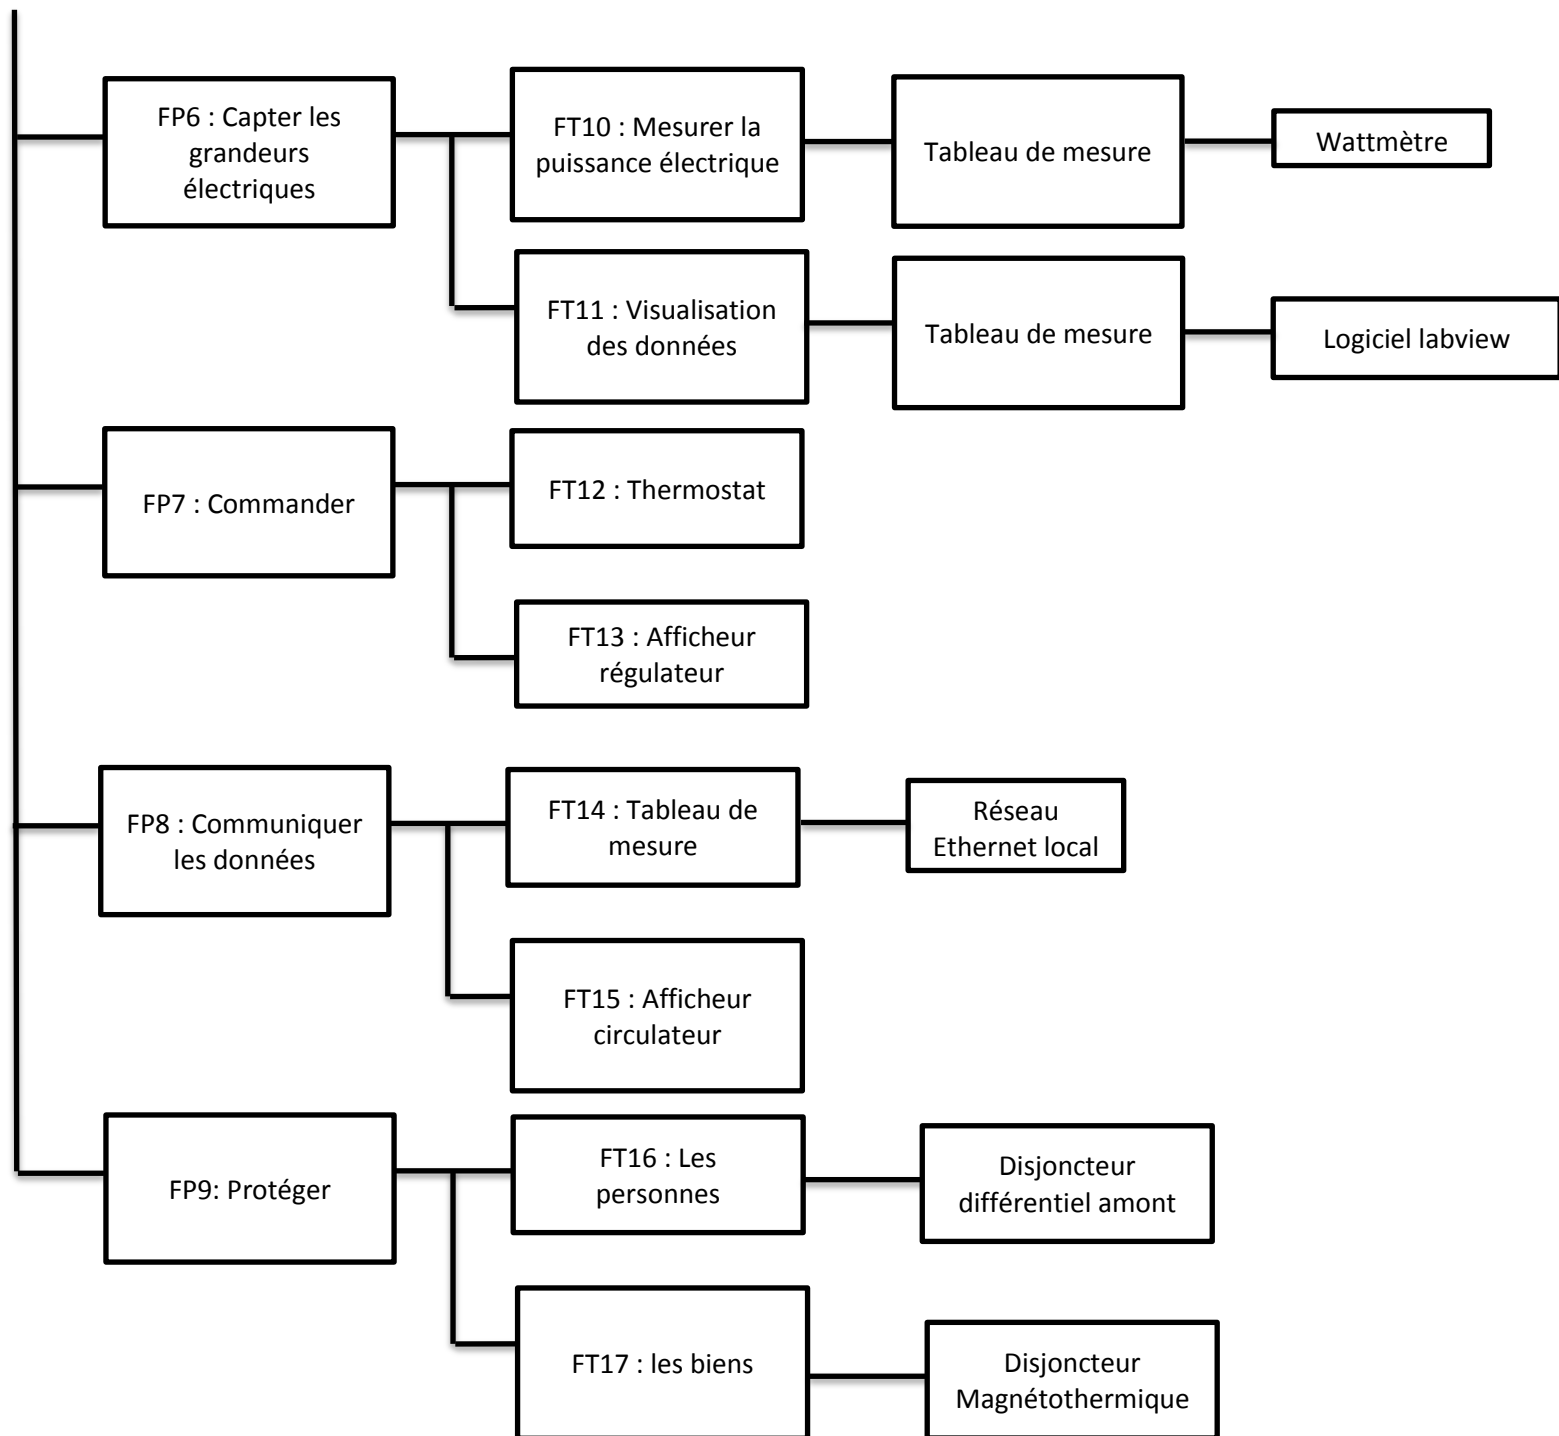 FP6 : Capter les
grandeurs
électriques
FT10 : Mesurer la
puissance électrique
Tableau de mesure
Wattmètre
FT11 : Visualisation
des données
Tableau de mesure
Logiciel labview
FP7 : Commander
FT12 : Thermostat
FT13 : Afficheur
régulateur
FP8 : Communiquer
les données
FT14 : Tableau de
mesure
Réseau
Ethernet local
FT15 : Afficheur
circulateur
FP9: Protéger
FT16 : Les
personnes
Disjoncteur
différentiel amont
FT17 : les biens
Disjoncteur
Magnétothermique